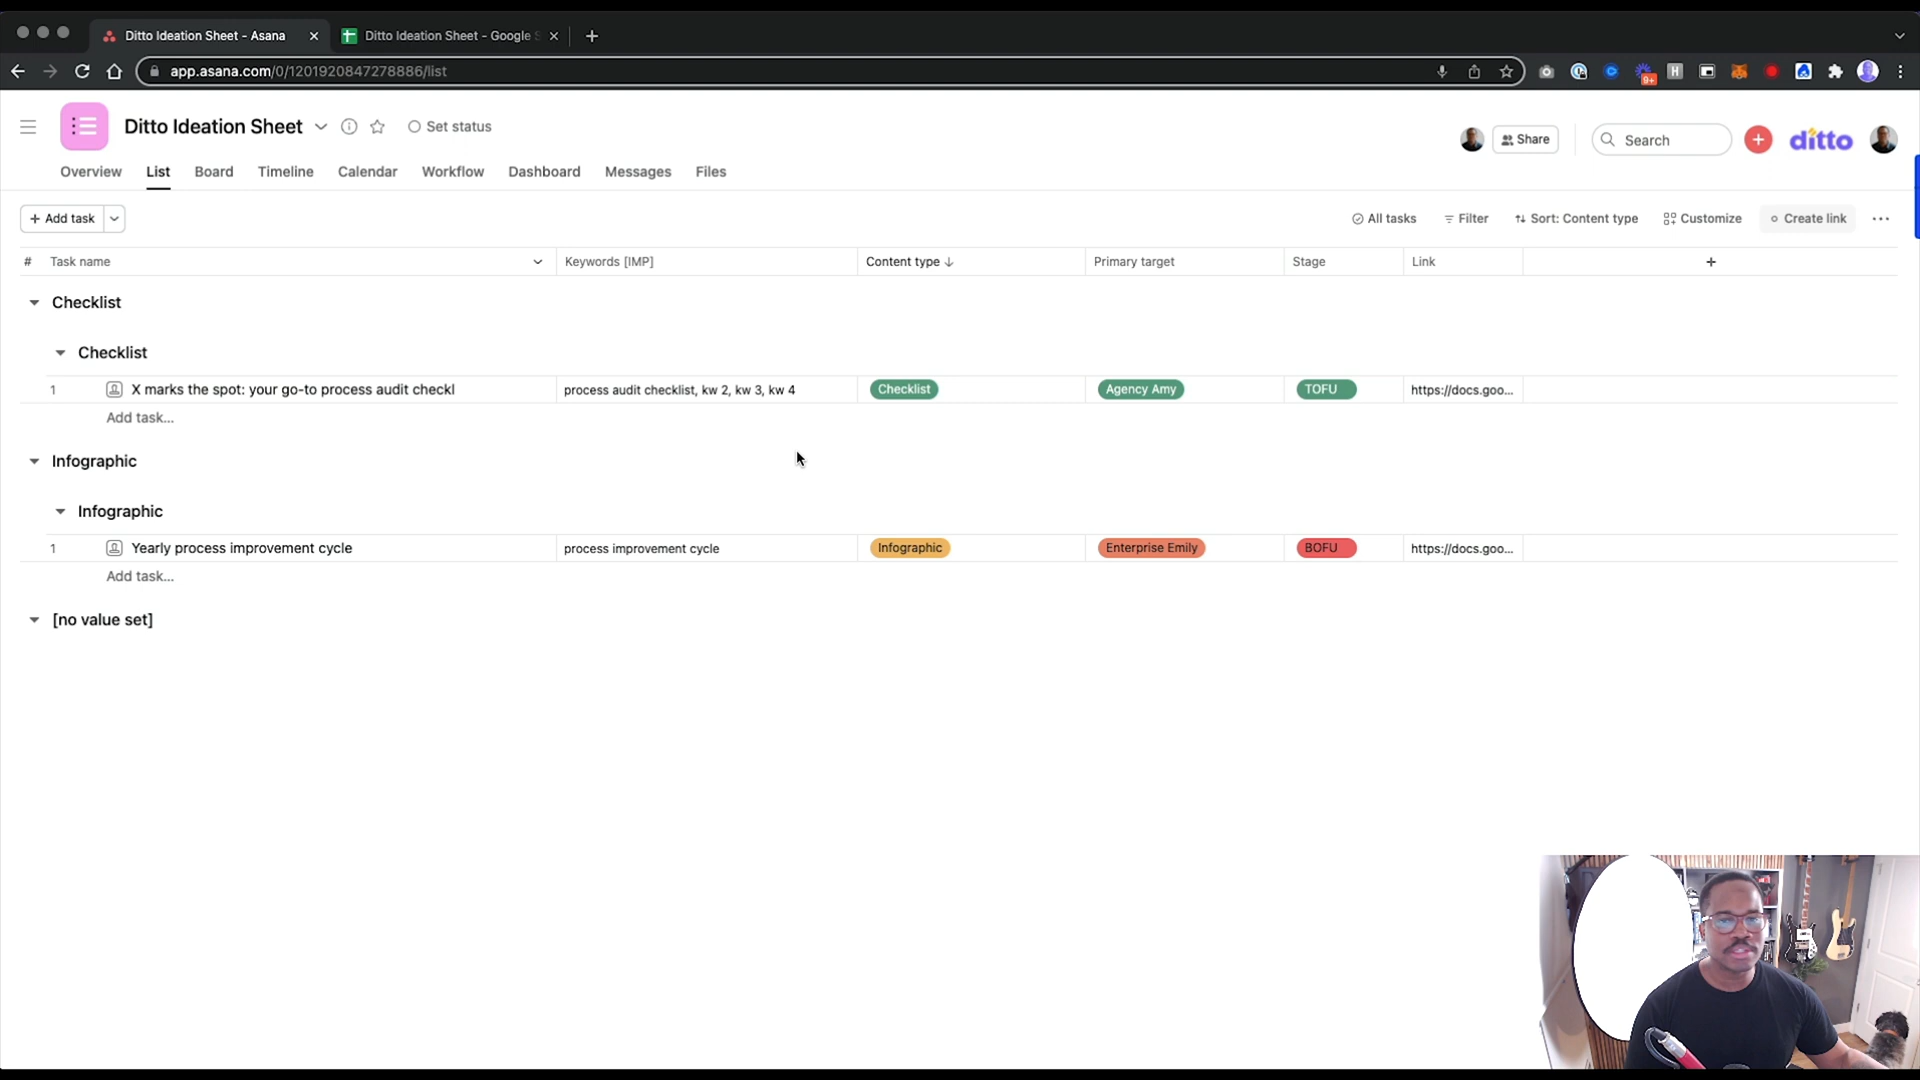 Ditto Ideation Sheet - Asana
Ditto Ideation Sheet - Google S
app.asana.com/0/1201920847278886/list
9+
H
Ditto Ideation Sheet
Set status
Share
Search
ditto
Overview
List
Board
Timeline
Calendar
Workflow
Dashboard
Messages
Files
+ Add task
All tasks
Filter
Sort: Content type
Customize
Create link
# Task name Keywords [IMP] Content type Primary target Stage Link +
Checklist
Checklist
1 X marks the spot: your go-to process audit checkl process audit checklist, kw 2, kw 3, kw 4 Checklist Agency Amy TOFU https://docs.goo...
Add task...
Infographic
Infographic
1 Yearly process improvement cycle process improvement cycle Infographic Enterprise Emily BOFU https://docs.goo...
Add task...
[no value set]